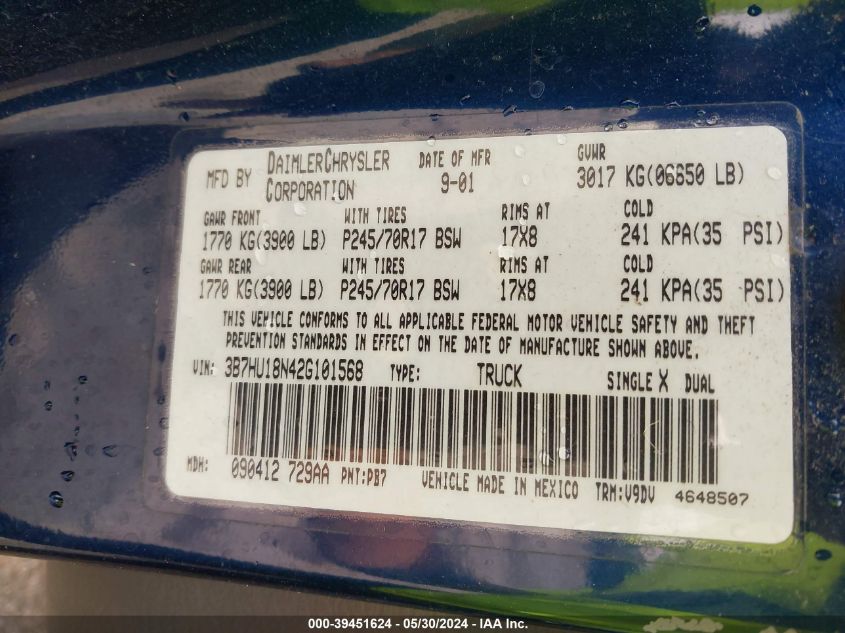 MFD BY DAIMLERCHRYSLER CORPORATION DATE OF MFR 9-01 GVWR 3017 KG(06650 LB)
GAWR FRONT WITH TIRES RIMS AT COLD
1770 KG(3900 LB) P245/70R17 BSW 17X8 241 KPA(35 PSI)
GAWR REAR WITH TIRES RIMS AT COLD
1770 KG(3900 LB) P245/70R17 BSW 17X8 241 KPA(35 PSI)
THIS VEHICLE CONFORMS TO ALL APPLICABLE FEDERAL MOTOR VEHICLE SAFETY AND THEFT
PREVENTION STANDARDS IN EFFECT ON THE DATE OF MANUFACTURE SHOWN ABOVE.
VIN: 3B7HU18N42G101568 TYPE: TRUCK SINGLE X DUAL
MDH: 090412 729AA PNT:PB7 VEHICLE MADE IN MEXICO TRM:V9DV 4648507
000-39451624 - 05/30/2024 - IAA Inc.